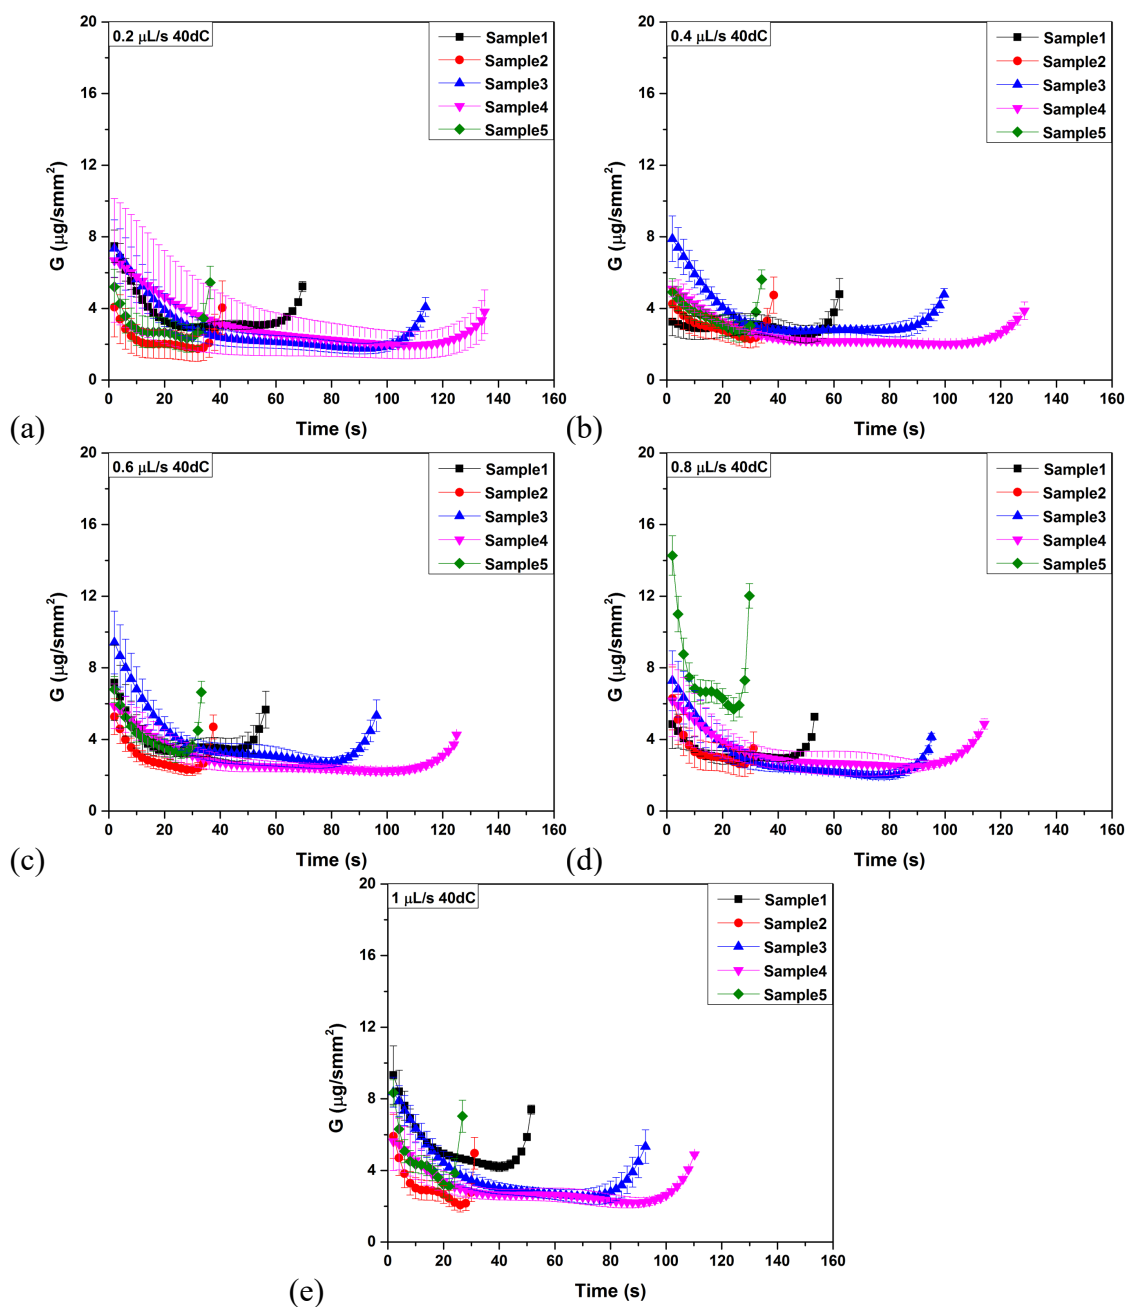 20
0.2 μL/s 40dC
Sample1
Sample2
Sample3
Sample4
Sample5
16
12
8
4
0
G (μg/smm²)
0 20 40 60 80 100 120 140 160
Time (s)
(a)
20
0.4 μL/s 40dC
Sample1
Sample2
Sample3
Sample4
Sample5
16
12
8
4
0
G (μg/smm²)
0 20 40 60 80 100 120 140 160
Time (s)
(b)
20
0.6 μL/s 40dC
Sample1
Sample2
Sample3
Sample4
Sample5
16
12
8
4
0
G (μg/smm²)
0 20 40 60 80 100 120 140 160
Time (s)
(c)
20
0.8 μL/s 40dC
Sample1
Sample2
Sample3
Sample4
Sample5
16
12
8
4
0
G (μg/smm²)
0 20 40 60 80 100 120 140 160
Time (s)
(d)
20
1 μL/s 40dC
Sample1
Sample2
Sample3
Sample4
Sample5
16
12
8
4
0
G (μg/smm²)
0 20 40 60 80 100 120 140 160
Time (s)
(e)